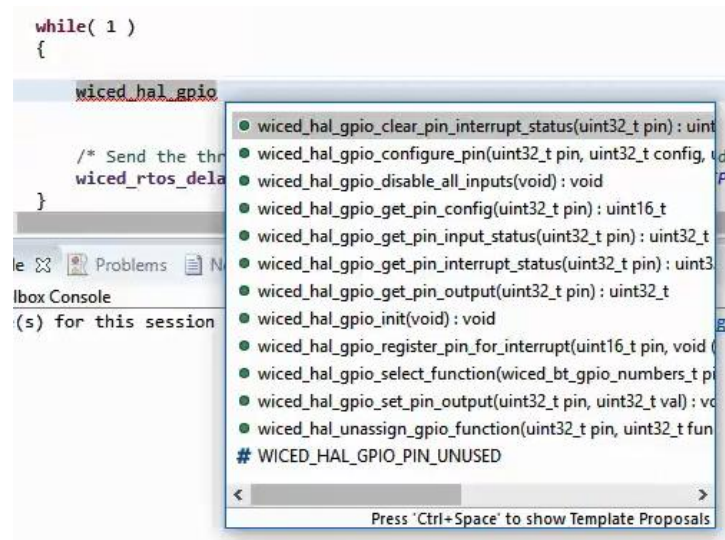 while( 1 )
{
wiced_hal_gpio
wiced_hal_gpio_clear_pin_interrupt_status(uint32_t pin) : uint
/* Send the thr
wiced_hal_gpio_configure_pin(uint32_t pin, uint32_t config, u
wiced_rtos_dela
wiced_hal_gpio_disable_all_inputs(void) : void
}
wiced_hal_gpio_get_pin_config(uint32_t pin) : uint16_t
wiced_hal_gpio_get_pin_input_status(uint32_t pin) : uint32_t
le Problems N
wiced_hal_gpio_get_pin_interrupt_status(uint32_t pin) : uint3
lbox Console
wiced_hal_gpio_get_pin_output(uint32_t pin) : uint32_t
(s) for this session
wiced_hal_gpio_init(void) : void
wiced_hal_gpio_register_pin_for_interrupt(uint16_t pin, void (
wiced_hal_gpio_select_function(wiced_bt_gpio_numbers_t pi
wiced_hal_gpio_set_pin_output(uint32_t pin, uint32_t val) : vo
wiced_hal_unassign_gpio_function(uint32_t pin, uint32_t fun
# WICED_HAL_GPIO_PIN_UNUSED
Press 'Ctrl+Space' to show Template Proposals